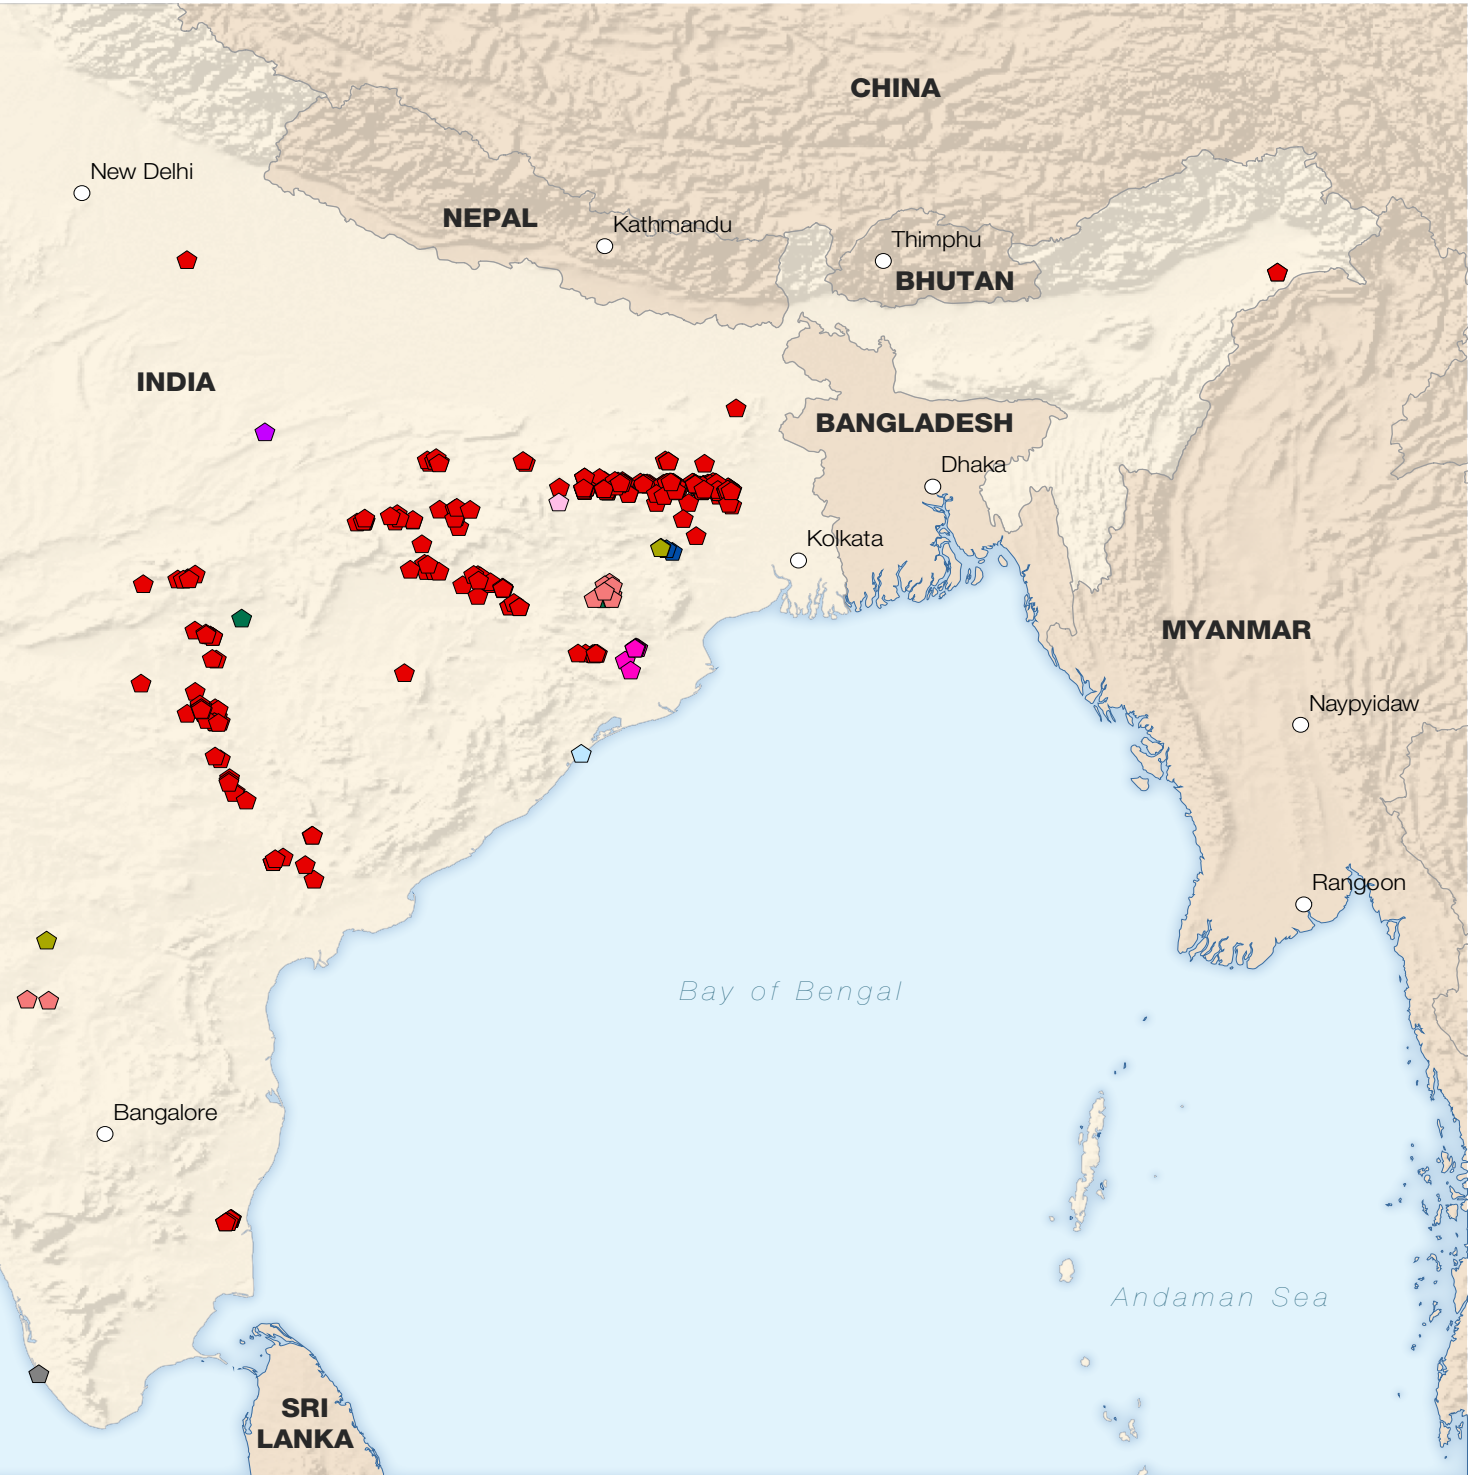 CHINA
New Delhi
NEPAL
Kathmandu
Thimphu
BHUTAN
INDIA
BANGLADESH
Dhaka
Kolkata
MYANMAR
Naypyidaw
Rangoon
Bay of Bengal
Bangalore
Andaman Sea
SRI
LANKA